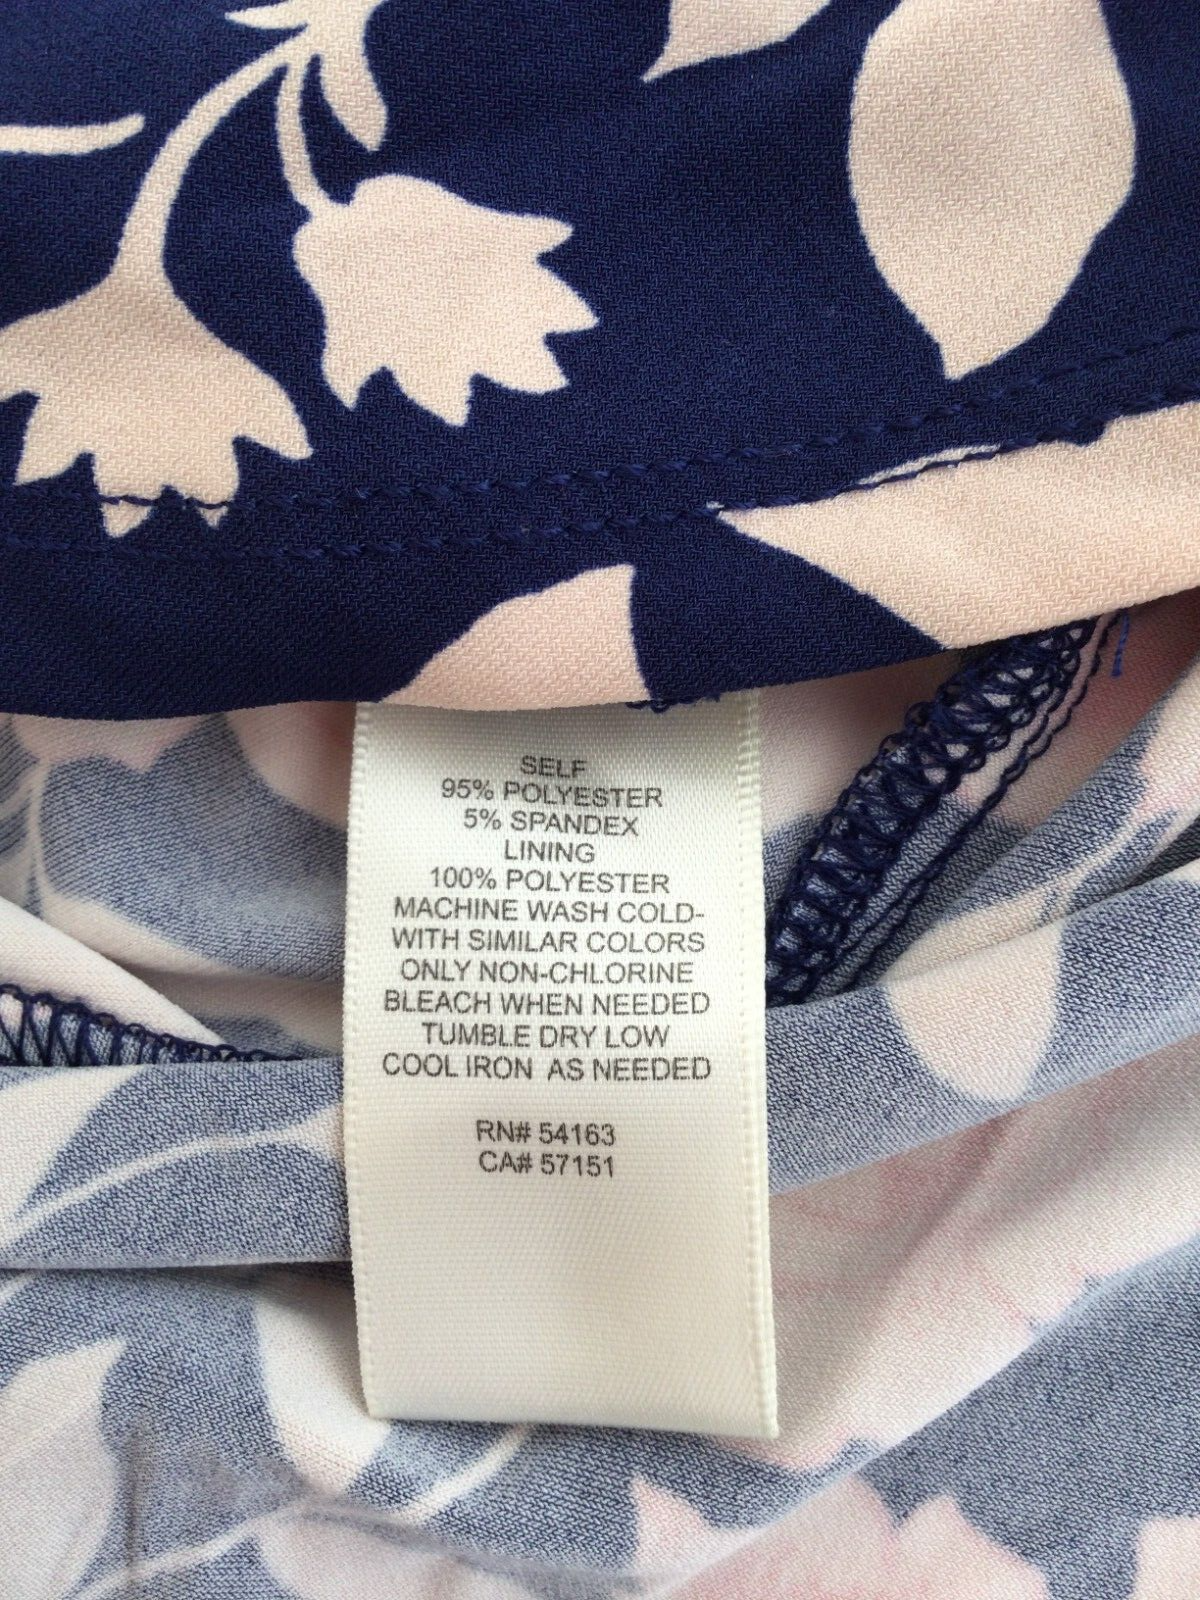 SELF
95% POLYESTER
5% SPANDEX
LINING
100% POLYESTER
MACHINE WASH COLD-
WITH SIMILAR COLORS
ONLY NON-CHLORINE
BLEACH WHEN NEEDED
TUMBLE DRY LOW
COOL IRON AS NEEDED
RN# 54163
CA# 57151